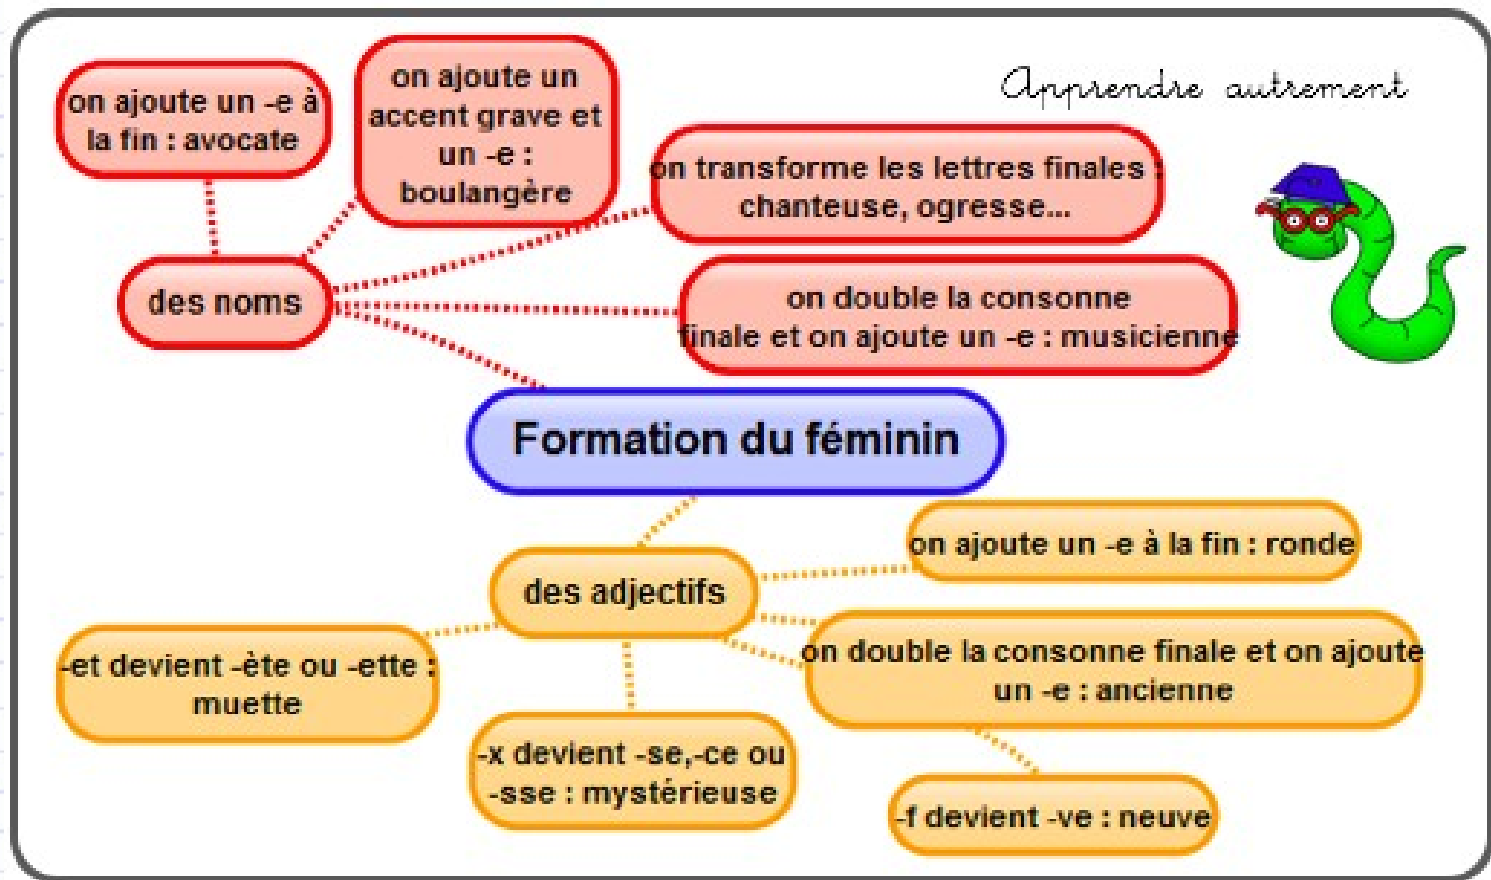 Apprendre autrement
on ajoute un -e à
la fin : avocate
on ajoute un
accent grave et
un -e :
boulangère
on transforme les lettres finales :
chanteuse, ogresse...
des noms
on double la consonne
finale et on ajoute un -e : musicienne
Formation du féminin
des adjectifs
on ajoute un -e à la fin : ronde
on double la consonne finale et on ajoute
un -e : ancienne
-et devient -ète ou -ette :
muette
-x devient -se,-ce ou
-sse : mystérieuse
-f devient -ve : neuve